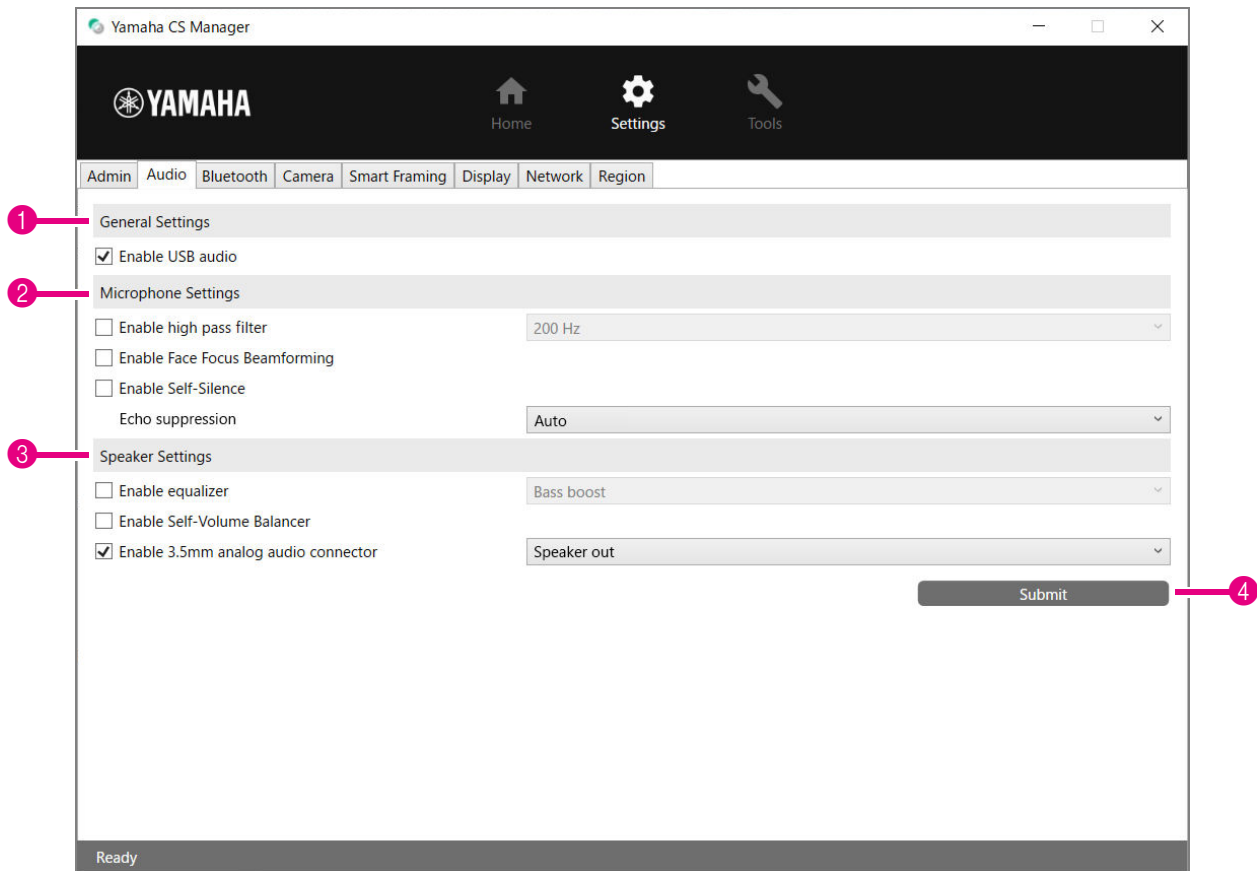 Yamaha CS Manager
YAMAHA
Home Settings Tools
Admin Audio Bluetooth Camera Smart Framing Display Network Region
1 General Settings
Enable USB audio
2 Microphone Settings
Enable high pass filter 200 Hz
Enable Face Focus Beamforming
Enable Self-Silence
Echo suppression Auto
3 Speaker Settings
Enable equalizer Bass boost
Enable Self-Volume Balancer
Enable 3.5mm analog audio connector Speaker out
Submit 4
Ready